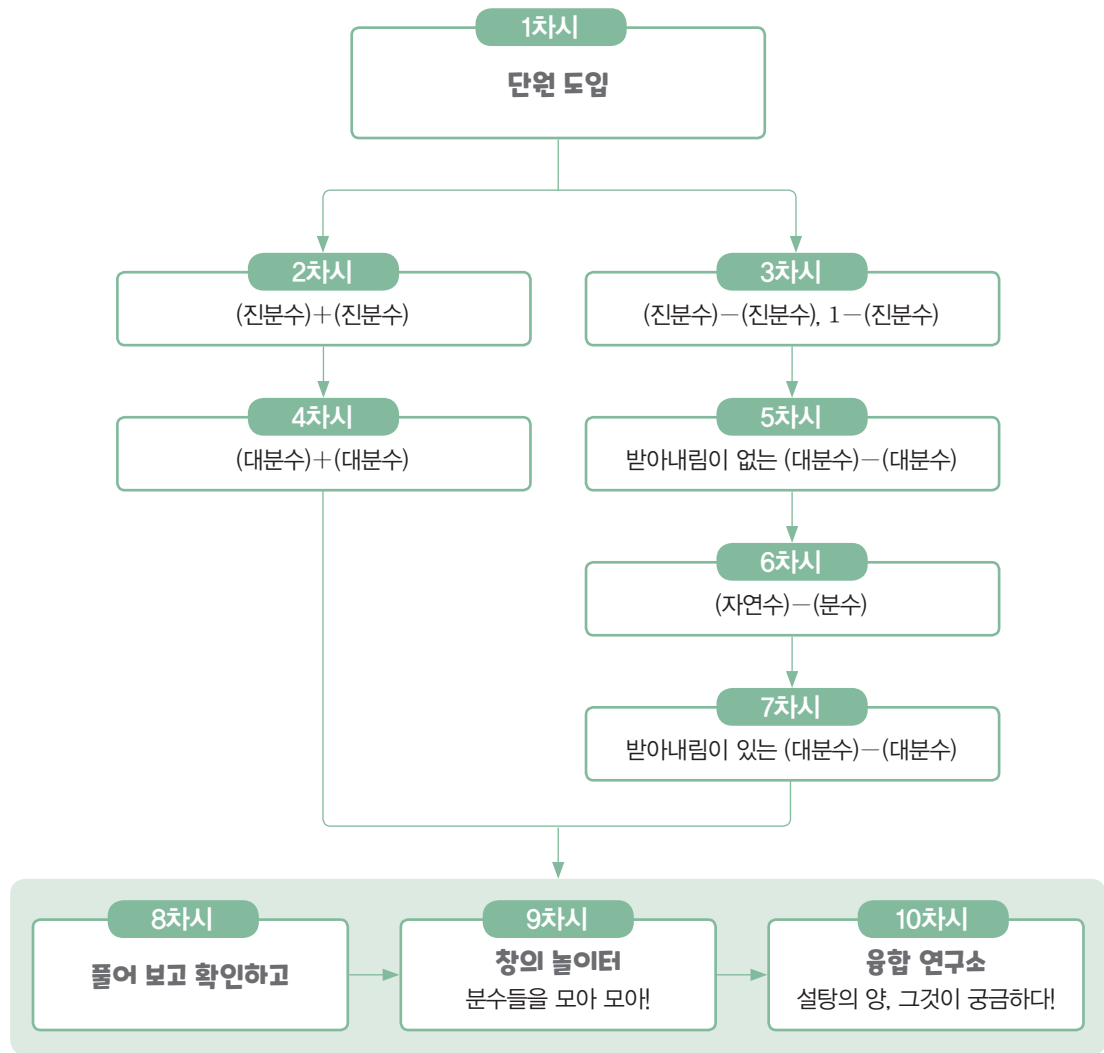 1차시
단원 도입
2차시
(진분수)+(진분수)
3차시
(진분수)-(진분수), 1-(진분수)
4차시
(대분수)+(대분수)
5차시
받아내림이 없는 (대분수)-(대분수)
6차시
(자연수)-(분수)
7차시
받아내림이 있는 (대분수)-(대분수)
8차시
풀어 보고 확인하고
9차시
창의 놀이터
분수들을 모아 모아!
10차시
융합 연구소
설탕의 양, 그것이 궁금하다!